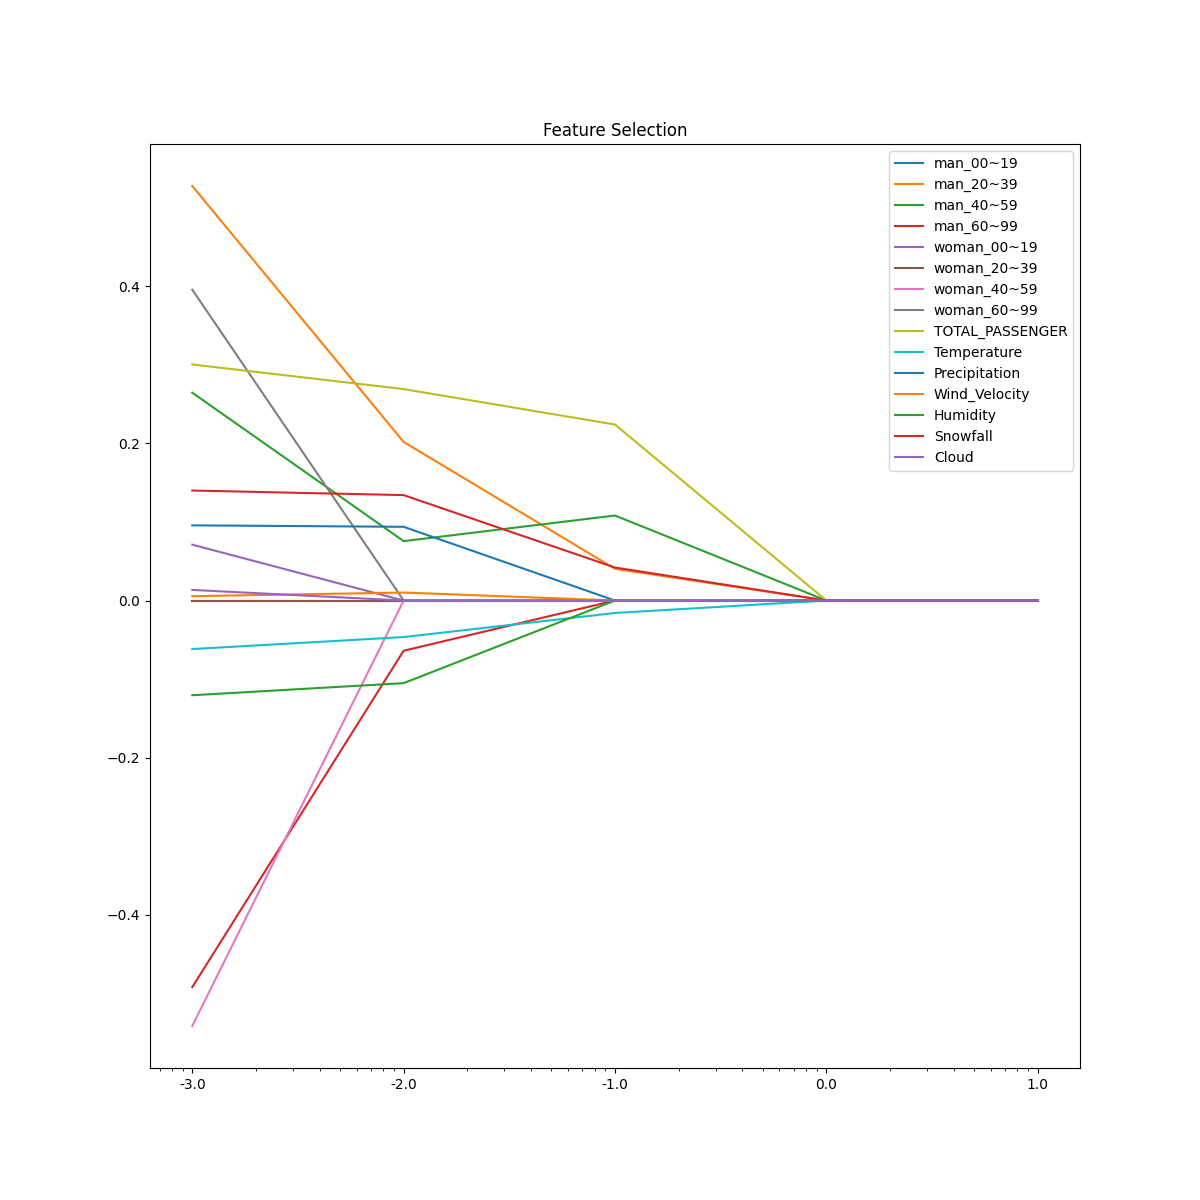 Feature Selection
man_00~19
man_20~39
man_40~59
man_60~99
woman_00~19
woman_20~39
woman_40~59
woman_60~99
TOTAL_PASSENGER
Temperature
Precipitation
Wind_Velocity
Humidity
Snowfall
Cloud
0.4
0.2
0.0
−0.2
−0.4
-3.0 -2.0 -1.0 0.0 1.0